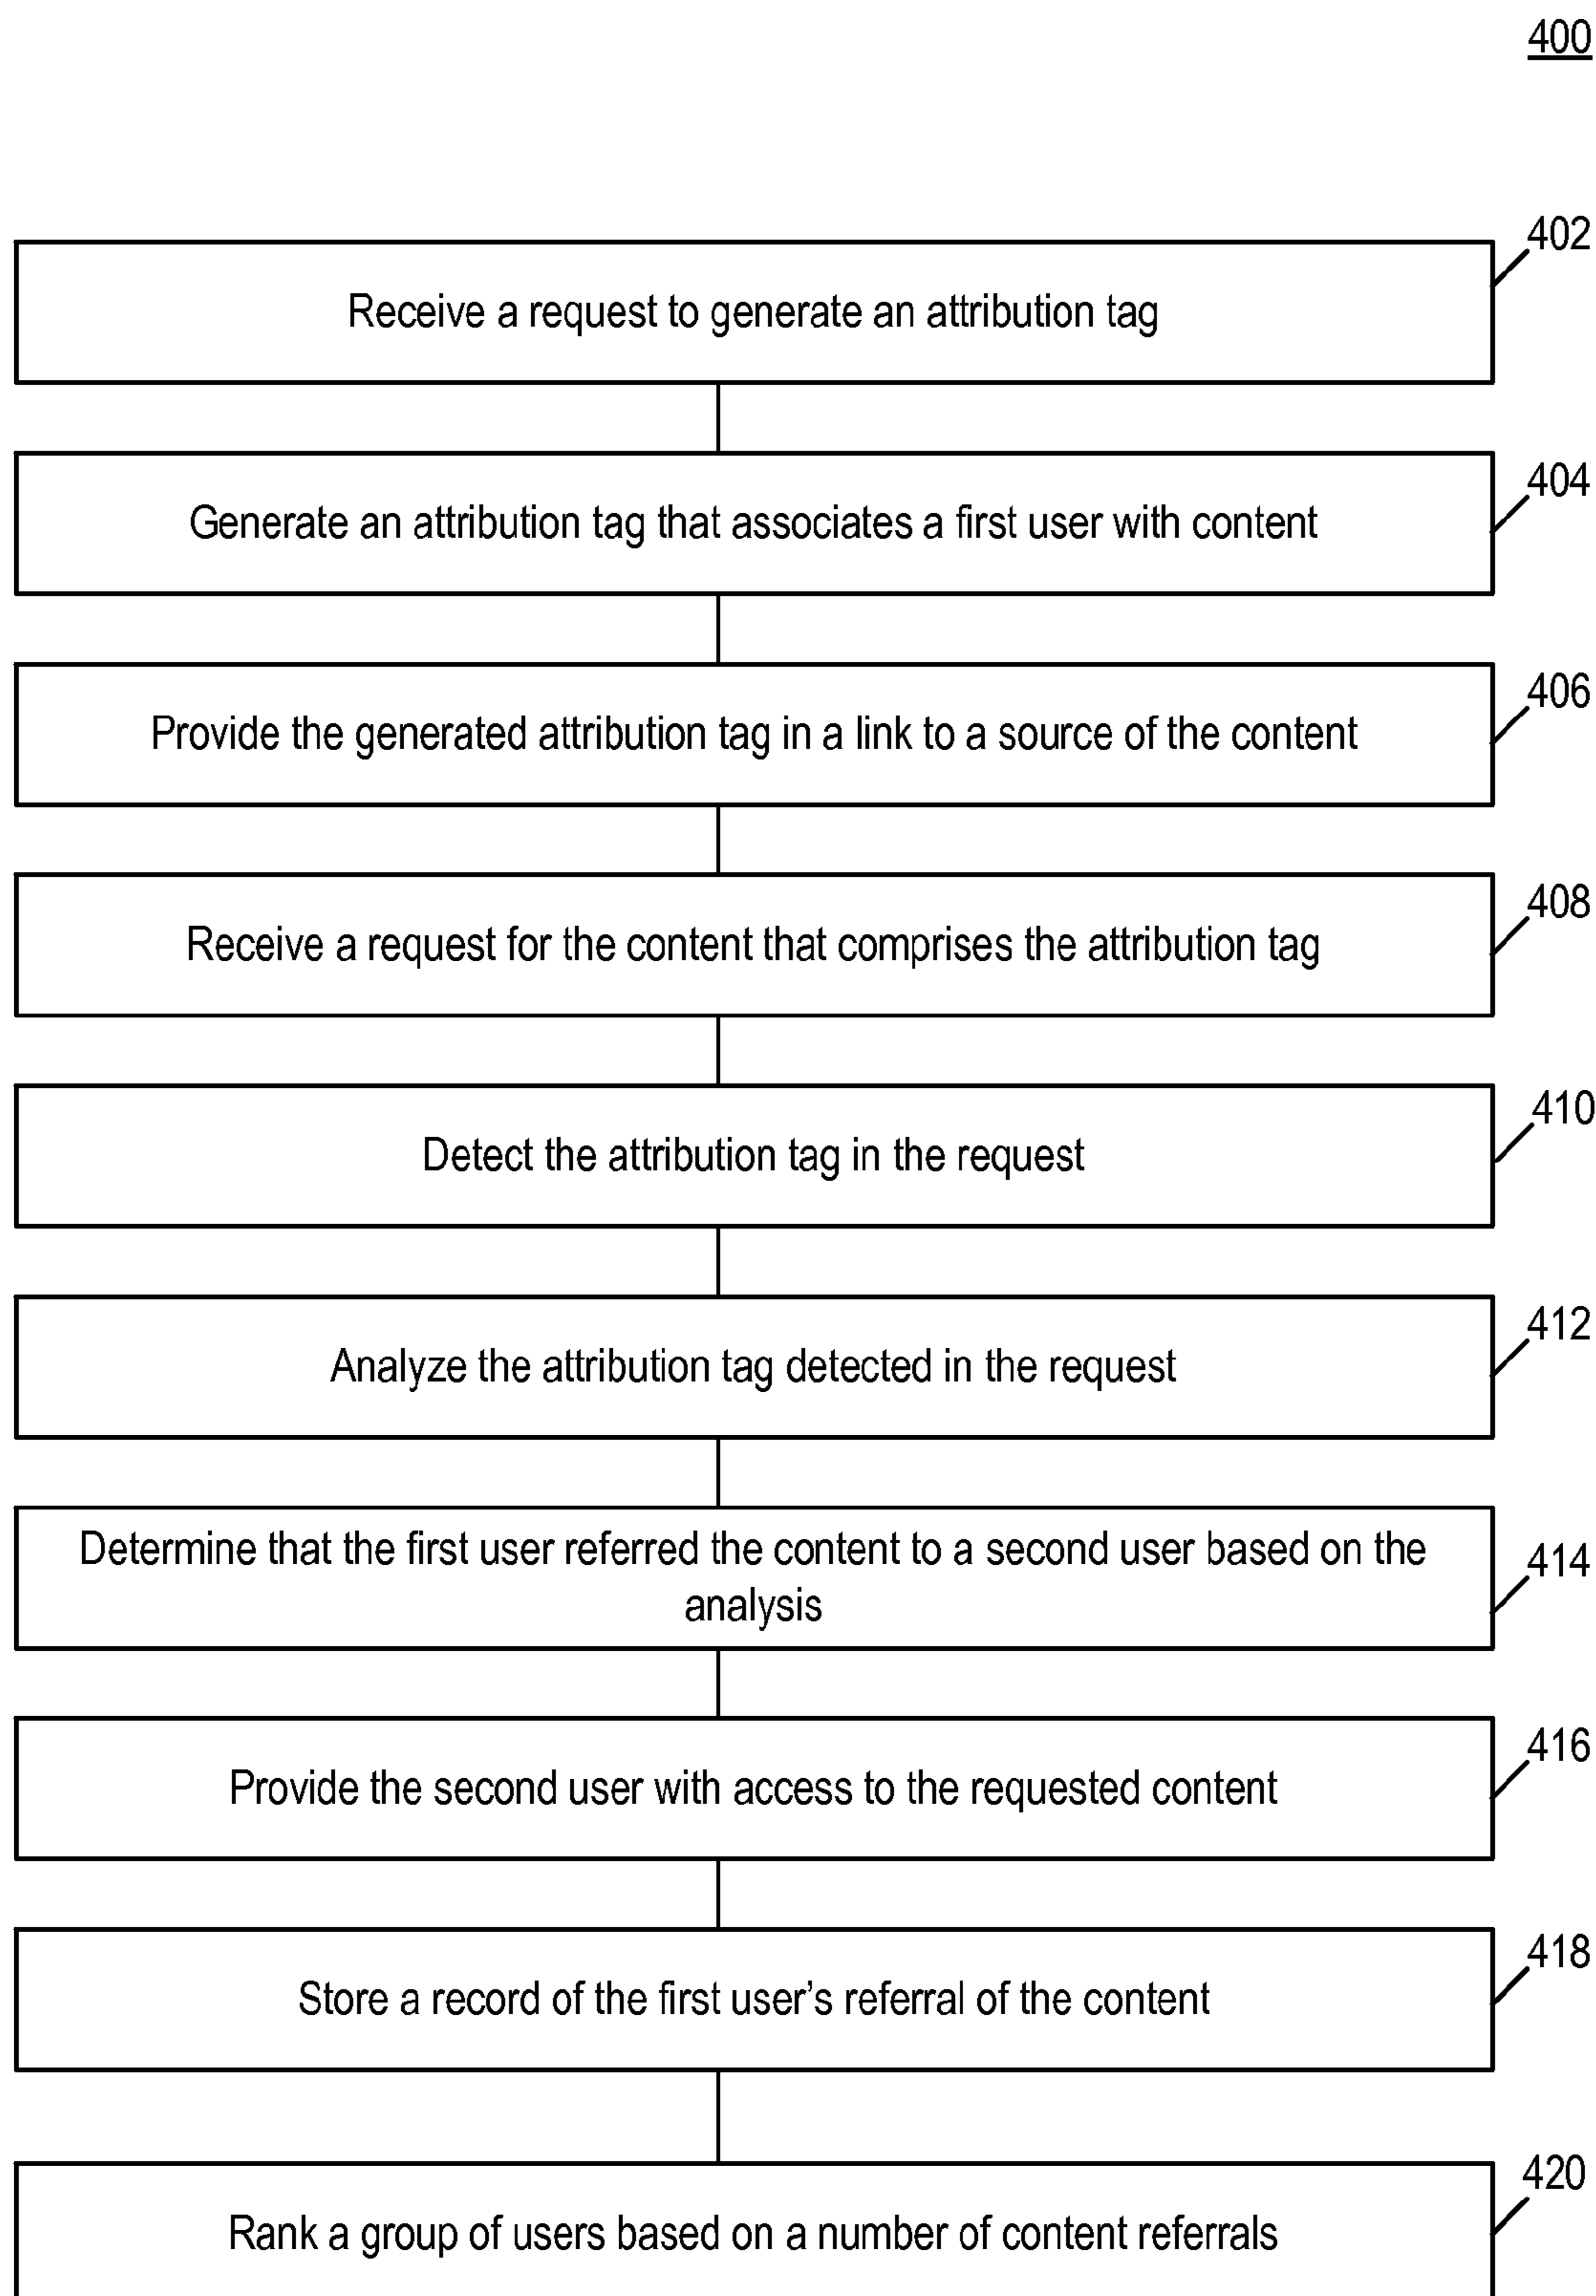 400
402
Receive a request to generate an attribution tag
404
Generate an attribution tag that associates a first user with content
406
Provide the generated attribution tag in a link to a source of the content
408
Receive a request for the content that comprises the attribution tag
410
Detect the attribution tag in the request
412
Analyze the attribution tag detected in the request
Determine that the first user referred the content to a second user based on the
414
analysis
416
Provide the second user with access to the requested content
418
Store a record of the first user’s referral of the content
420
Rank a group of users based on a number of content referrals